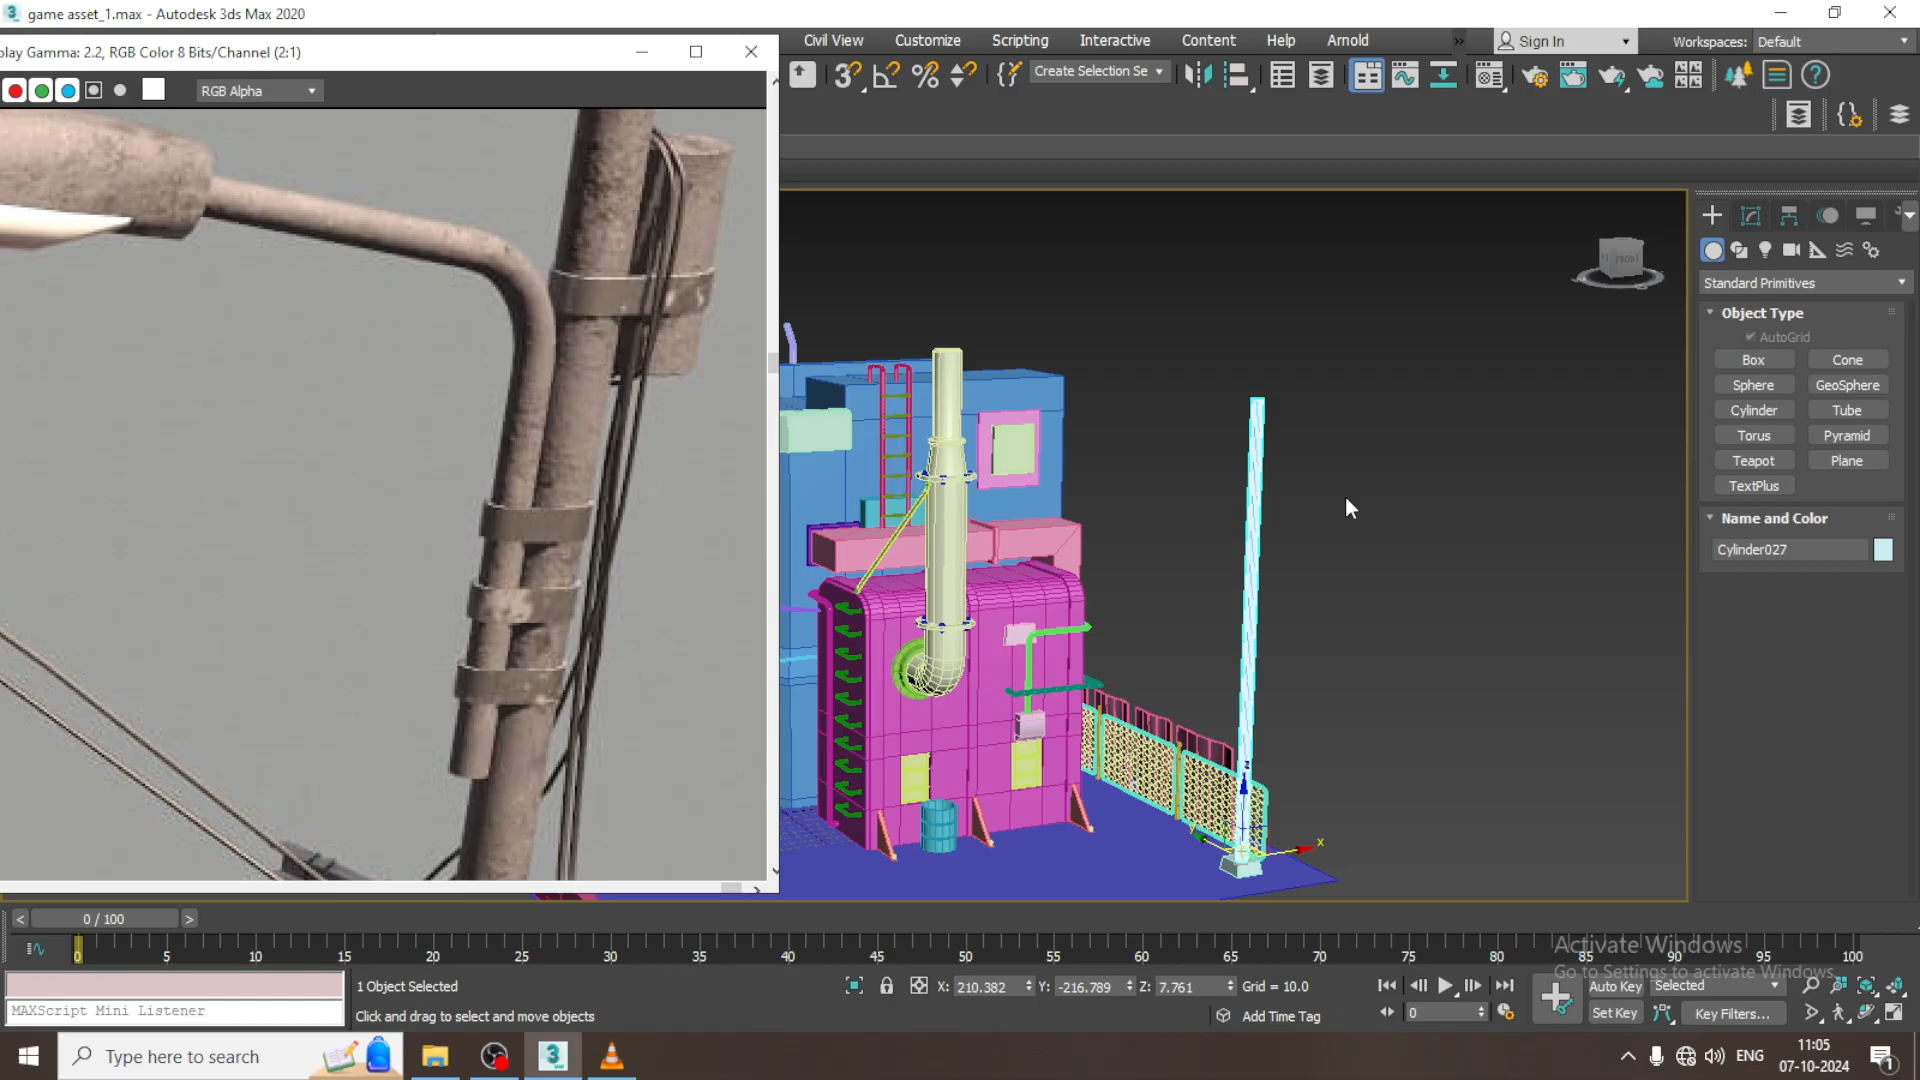 game asset_1.max - Autodesk 3ds Max 2020
play Gamma: 2.2, RGB Color 8 Bits/Channel (2:1)
Civil View Customize Scripting Interactive Content Help Arnold
Sign In
Workspaces: Default
RGB Alpha
Create Selection Se
FRONT
Standard Primitives
Object Type
AutoGrid
Box Cone
Sphere GeoSphere
Cylinder Tube
Torus Pyramid
Teapot Plane
TextPlus
Name and Color
Cylinder027
x
0 / 100
0 5 10 15 20 25 30 35 40 45 50 55 60 65 70 75 80 85 90 95 100
Activate Windows
Go to Settings to activate Windows.
1 Object Selected
X: 210.382 Y: -216.789 Z: 7.761 Grid = 10.0
Auto Key Selected
MAXScript Mini Listener
Click and drag to select and move objects
Add Time Tag
0
Set Key Key Filters...
Type here to search
ENG
11:05
07-10-2024
1